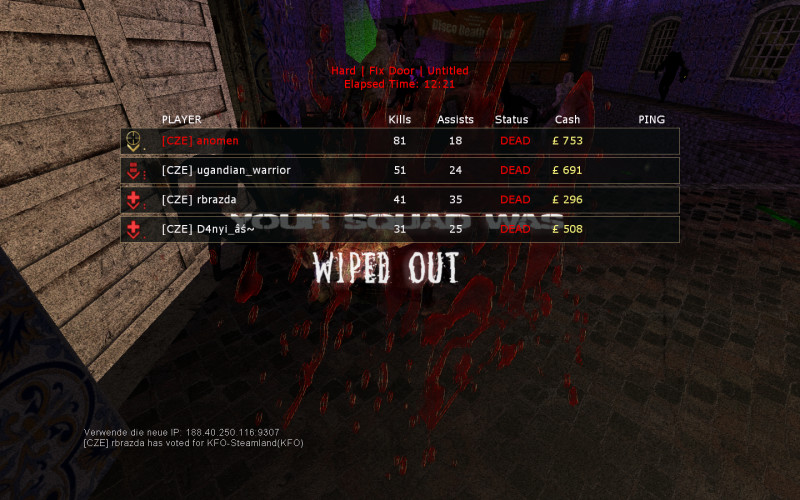 Disco Death
Hard | Fix Door | Untitled
Elapsed Time: 12:21
PLAYER Kills Assists Status Cash PING
[CZE] anomen 81 18 DEAD £ 753
[CZE] ugandian_warrior 51 24 DEAD £ 691
[CZE] rbrazda 41 35 DEAD £ 296
YOUR SQUAD WAS
[CZE] D4nyi_âš~ 31 25 DEAD £ 508
WIPED OUT
Verwende die neue IP: 188.40.250.116:9307
[CZE] rbrazda has voted for KFO-Steamland(KFO)